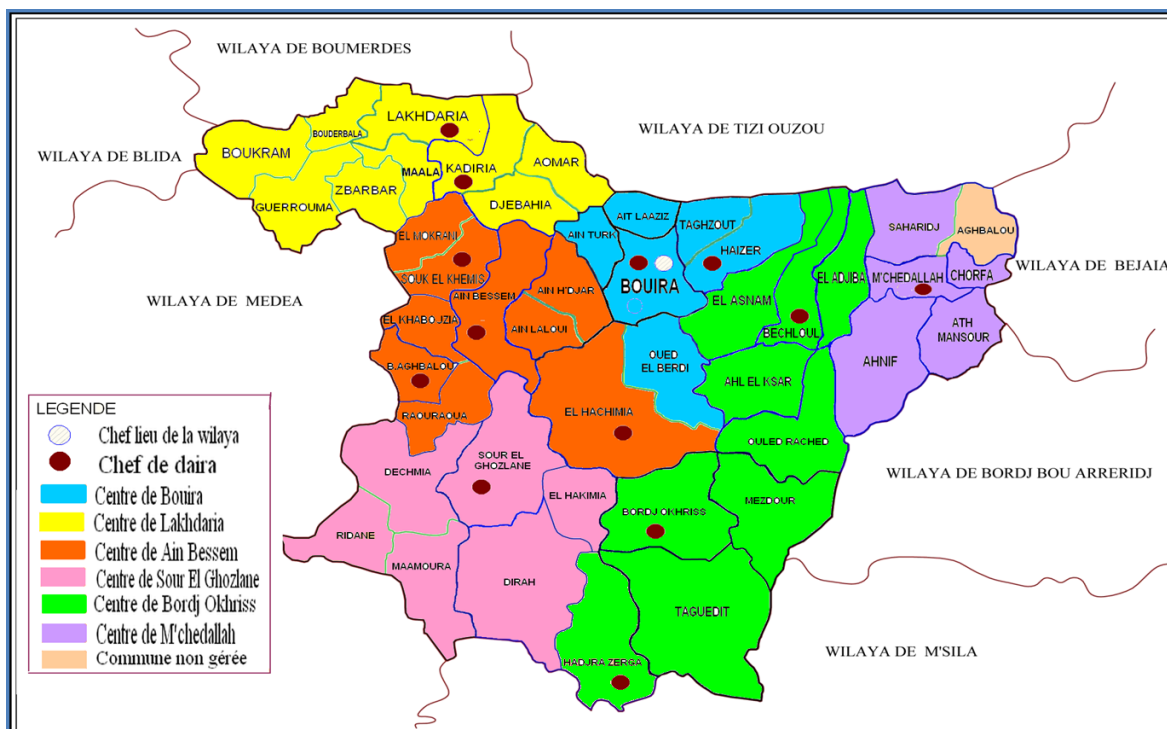 WILAYA DE BOUMERDES
WILAYA DE TIZI OUZOU
WILAYA DE BLIDA
WILAYA DE BEJAIA
WILAYA DE MEDEA
WILAYA DE BORDJ BOU ARRERIDJ
WILAYA DE M'SILA
LAKHDARIA
BOUDERBALA
BOUKRAM
MAALA
KADIRIA
AOMAR
ZBARBAR
GUERROUMA
DJEBAHIA
EL MOKRANI
SOUK EL KHEMIS
AIN BESSEM
AIN H'DJAR
AIN LALOUI
EL KHABOJZIA
B.AGHBALOU
RAOURAOUA
EL HACHIMIA
AIT LAAZIZ
AIN TURK
TAGHZOUT
HAIZER
BOUIRA
OUED
EL BERDI
EL ASNAM
BECHLOUL
EL ADJIBA
AHL EL KSAR
OULED RACHED
SAHARIDJ
AGHBALOU
M'CHEDALLAH
CHORFA
ATH
MANSOUR
AHNIF
DECHMIA
SOUR EL
GHOZLANE
EL HAKIMIA
RIDANE
MAAMOURA
DIRAH
BORDJ OKHRISS
MEZDOUR
TAGUEDIT
HADJRA ZERGA
LEGENDE
Chef lieu de la wilaya
Chef de daira
Centre de Bouira
Centre de Lakhdaria
Centre de Ain Bessem
Centre de Sour El Ghozlane
Centre de Bordj Okhriss
Centre de M'chedallah
Commune non gérée